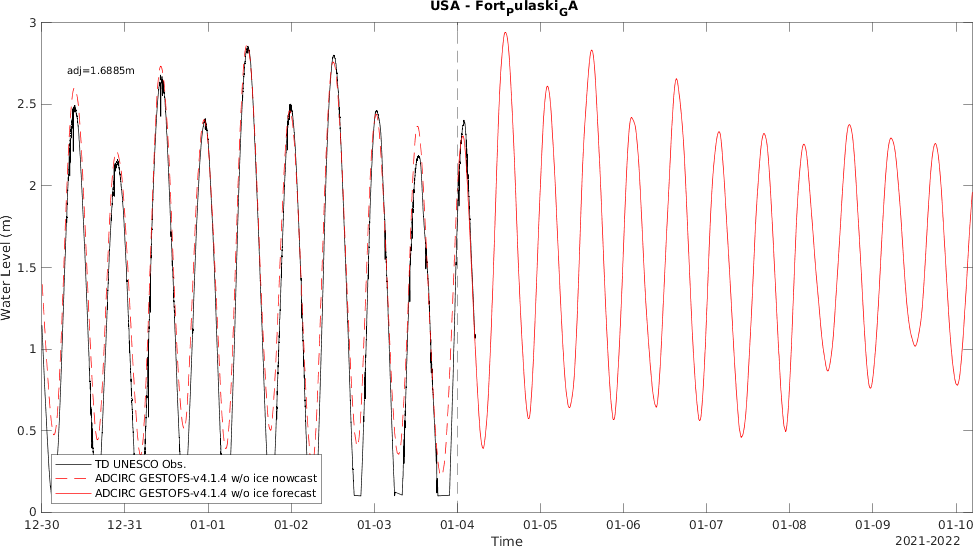 USA - FortPulaskiGA
3
2.5
2
1.5
1
0.5
0
Water Level (m)
adj=1.6885m
TD UNESCO Obs.
ADCIRC GESTOFS-v4.1.4 w/o ice nowcast
ADCIRC GESTOFS-v4.1.4 w/o ice forecast
12-30 12-31 01-01 01-02 01-03 01-04 01-05 01-06 01-07 01-08 01-09 01-10
Time
2021-2022